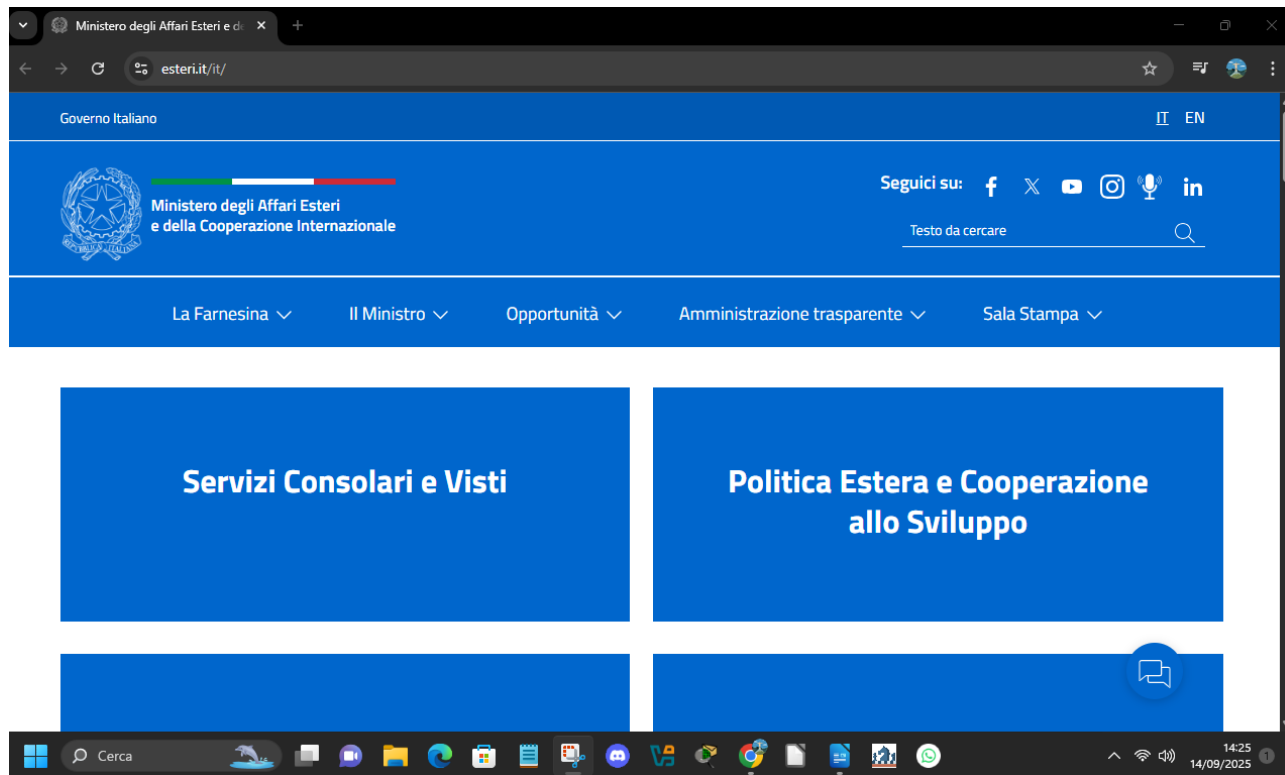 Ministero degli Affari Esteri e de
esteri.it/it/
Governo Italiano
IT EN
Ministero degli Affari Esteri
e della Cooperazione Internazionale
Seguici su:
Testo da cercare
La Farnesina
Il Ministro
Opportunità
Amministrazione trasparente
Sala Stampa
Servizi Consolari e Visti
Politica Estera e Cooperazione
allo Sviluppo
Cerca
14:25
14/09/2025
1